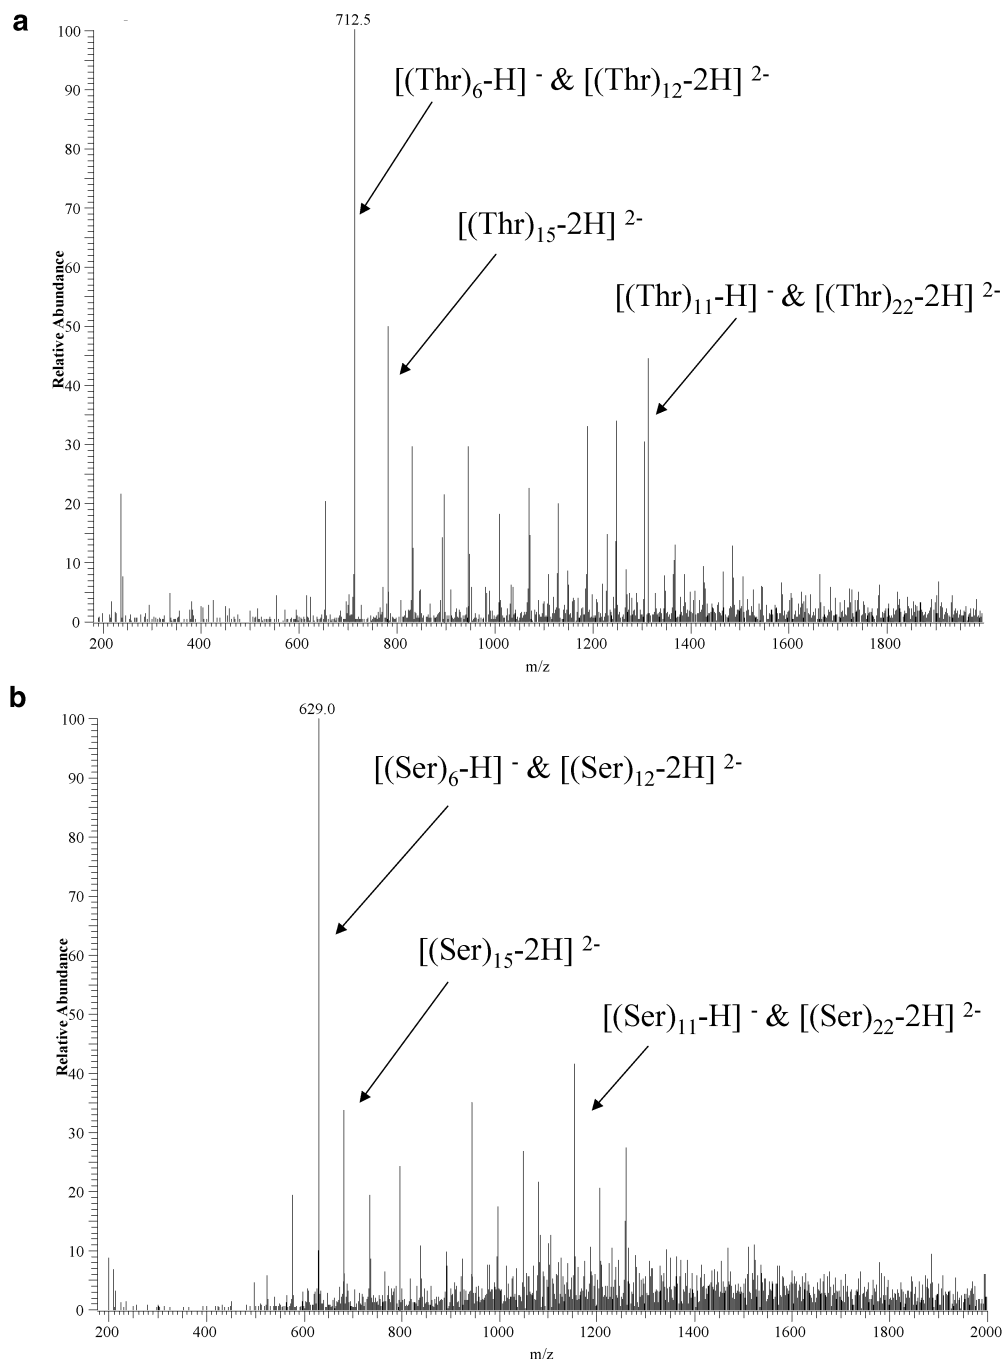 a
712.5
[(Thr)6-H] - & [(Thr)12-2H] 2-
[(Thr)15-2H] 2-
[(Thr)11-H] - & [(Thr)22-2H] 2-
Relative Abundance
100
90
80
70
60
50
40
30
20
10
0
200 400 600 800 1000 1200 1400 1600 1800
m/z
b
629.0
[(Ser)6-H] - & [(Ser)12-2H] 2-
[(Ser)15-2H] 2-
[(Ser)11-H] - & [(Ser)22-2H] 2-
Relative Abundance
100
90
80
70
60
50
40
30
20
10
0
200 400 600 800 1000 1200 1400 1600 1800 2000
m/z